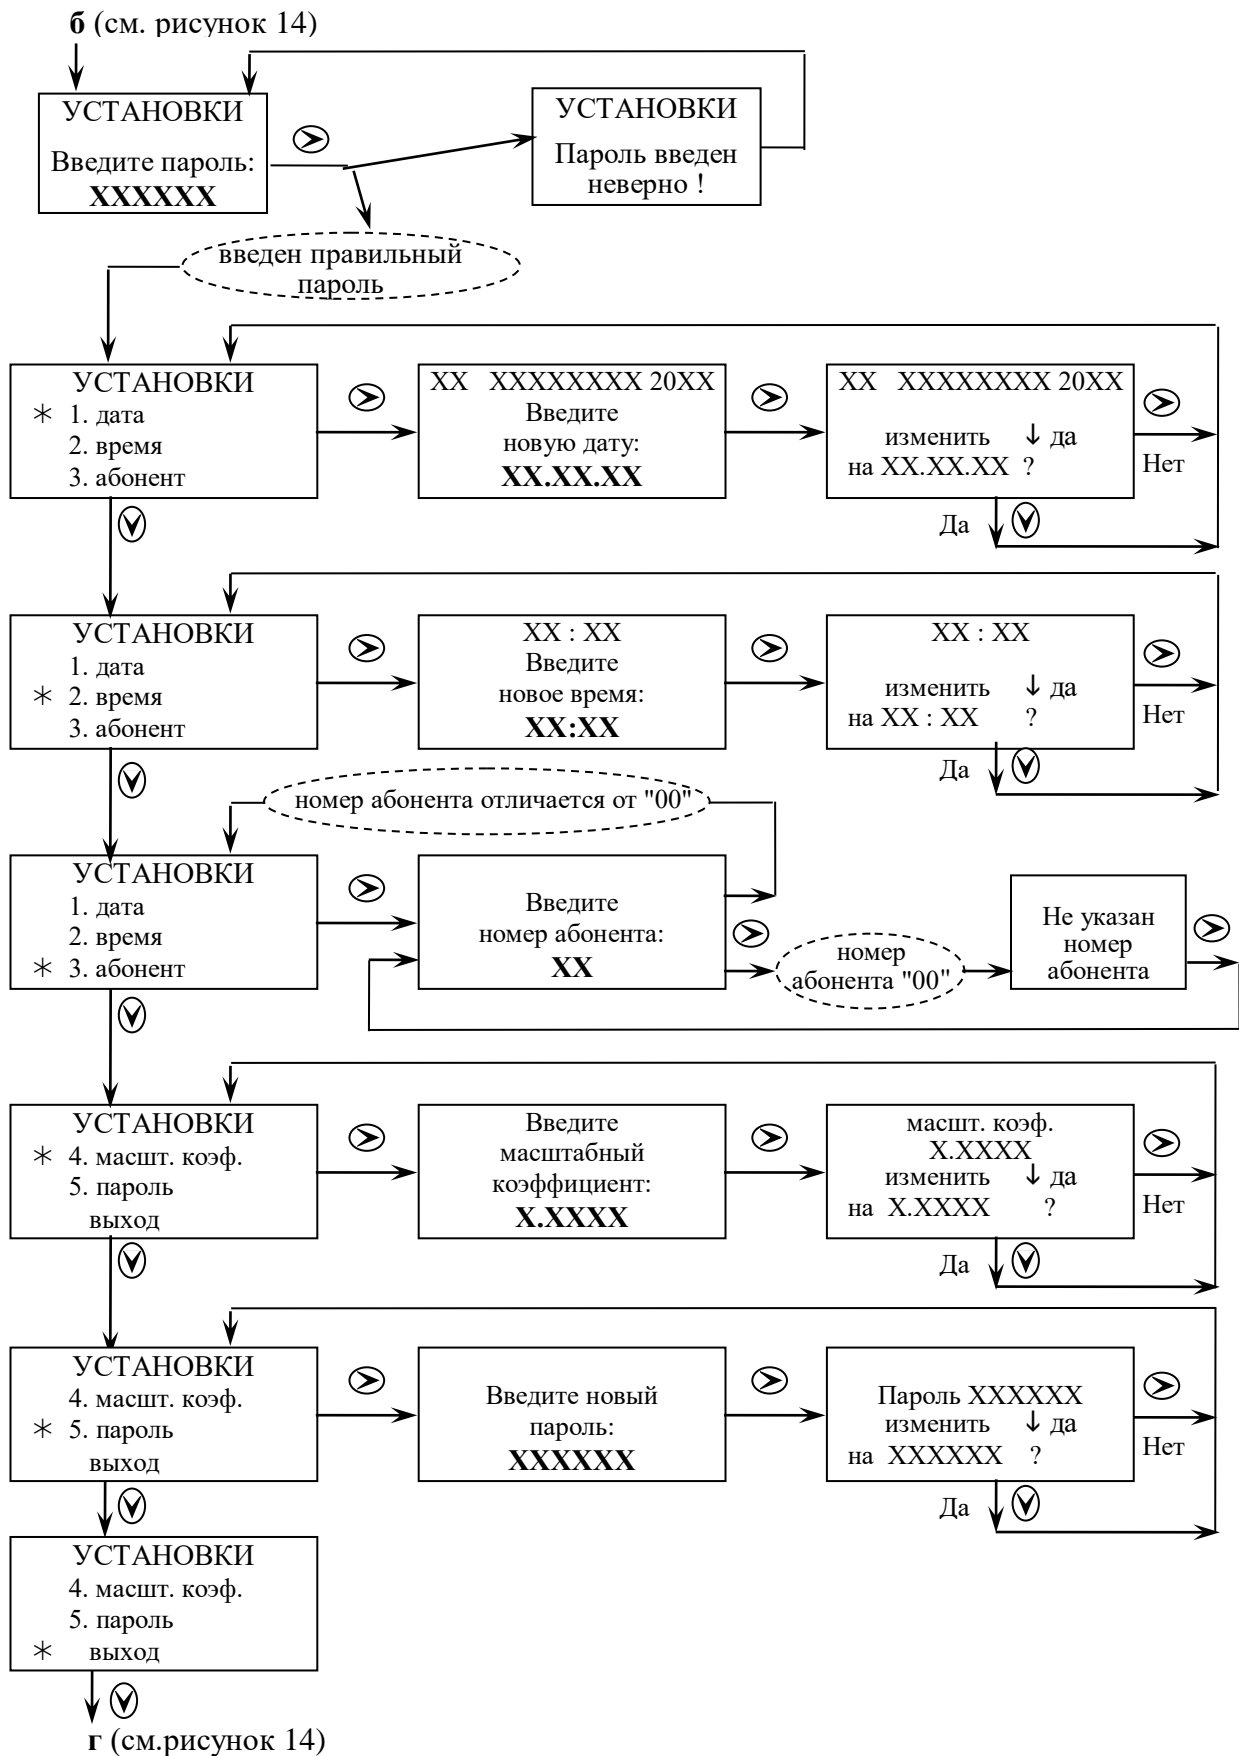 б (см. рисунок 14)
УСТАНОВКИ
Введите пароль:
XXXXXX
УСТАНОВКИ
Пароль введен
неверно !
введен правильный
пароль
УСТАНОВКИ
* 1. дата
2. время
3. абонент
XX XXXXXXXX 20XX
Введите
новую дату:
XX.XX.XX
XX XXXXXXXX 20XX
изменить ↓ да
на XX.XX.XX ?
Нет
Да
УСТАНОВКИ
1. дата
* 2. время
3. абонент
XX : XX
Введите
новое время:
XX:XX
XX : XX
изменить ↓ да
на XX : XX ?
Нет
Да
номер абонента отличается от "00"
УСТАНОВКИ
1. дата
2. время
* 3. абонент
Введите
номер абонента:
XX
номер
абонента "00"
Не указан
номер
абонента
УСТАНОВКИ
* 4. масшт. коэф.
5. пароль
выход
Введите
масштабный
коэффициент:
X.XXXX
масшт. коэф.
X.XXXX
изменить ↓ да
на X.XXXX ?
Нет
Да
УСТАНОВКИ
4. масшт. коэф.
* 5. пароль
выход
Введите новый
пароль:
XXXXXX
Пароль XXXXXX
изменить ↓ да
на XXXXXX ?
Нет
Да
УСТАНОВКИ
4. масшт. коэф.
5. пароль
* выход
г (см.рисунок 14)